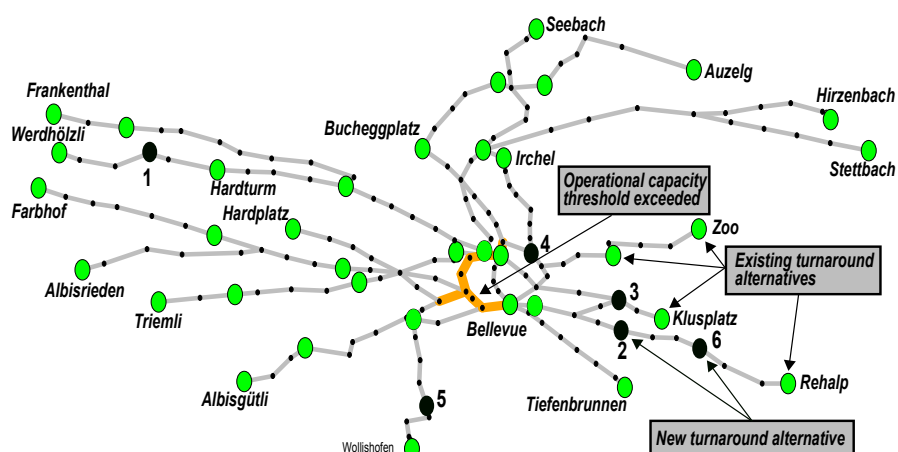 Seebach
Auzelg
Frankenthal
Hirzenbach
Werdhölzli
Bucheggplatz
Irchel
Stettbach
1
Hardturm
Operational capacity
threshold exceeded
Farbhof
Hardplatz
Zoo
4
Existing turnaround
alternatives
Albisrieden
3
Triemli
Bellevue
Klusplatz
2
6
Rehalp
Albisgütli
Tiefenbrunnen
5
New turnaround alternative
Wollishofen